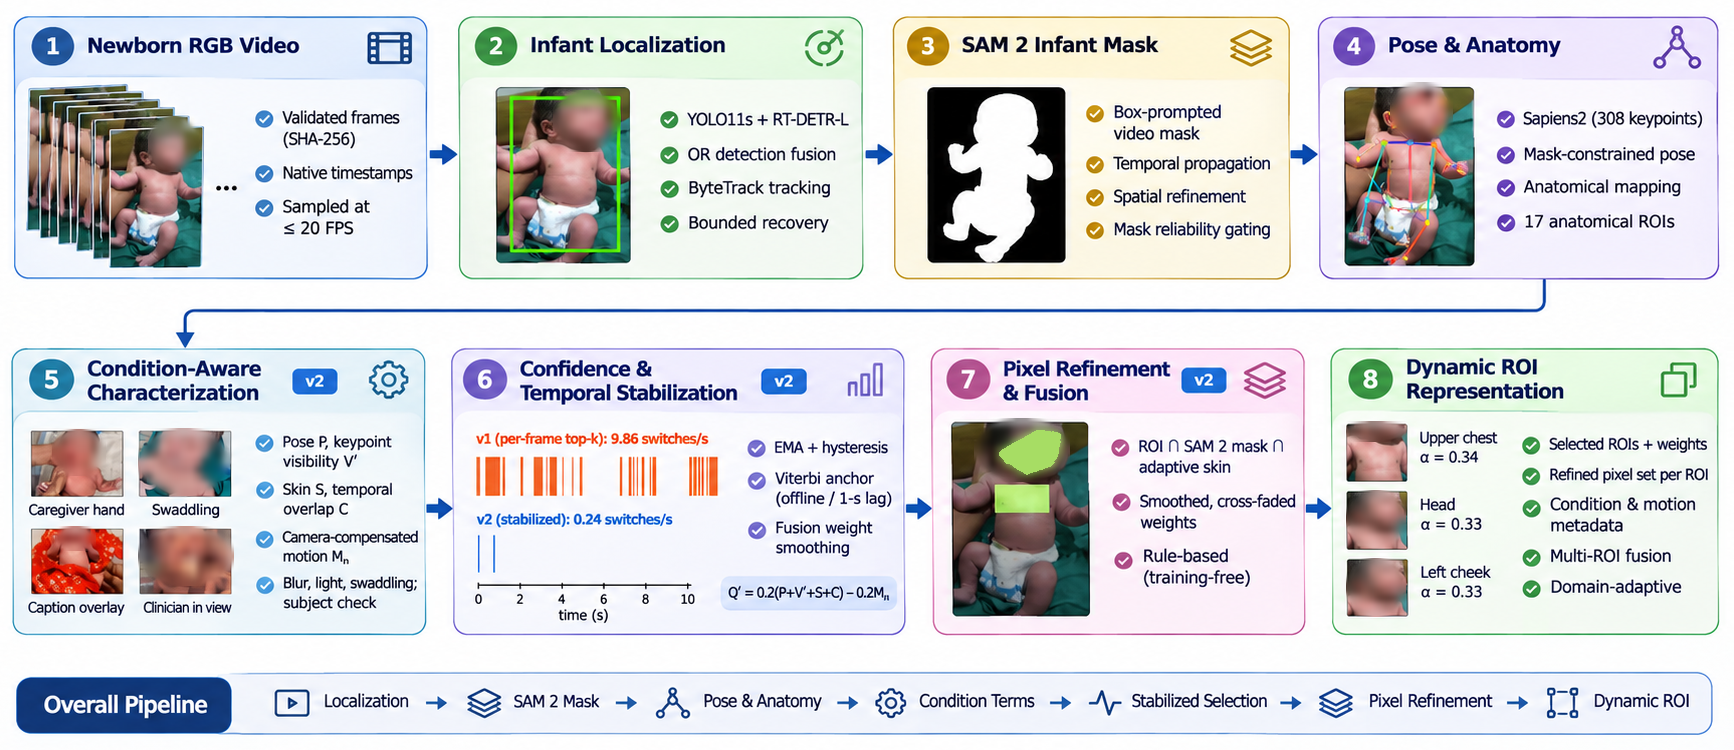 1 Newborn RGB Video
Validated frames
(SHA-256)
Native timestamps
Sampled at
≤ 20 FPS
...
2 Infant Localization
YOLO11s + RT-DETR-L
OR detection fusion
ByteTrack tracking
Bounded recovery
3 SAM 2 Infant Mask
Box-prompted
video mask
Temporal propagation
Spatial refinement
Mask reliability gating
4 Pose & Anatomy
Sapiens2 (308 keypoints)
Mask-constrained pose
Anatomical mapping
17 anatomical ROIs
5 Condition-Aware
Characterization
v2
Caregiver hand
Swaddling
Caption overlay
Clinician in view
Pose P, keypoint
visibility V′
Skin S, temporal
overlap C
Camera-compensated
motion Mₙ
Blur, light, swaddling;
subject check
6 Confidence &
Temporal Stabilization
v2
v1 (per-frame top-k): 9.86 switches/s
v2 (stabilized): 0.24 switches/s
0 2 4 6 8 10
time (s)
EMA + hysteresis
Viterbi anchor
(offline / 1-s lag)
Fusion weight
smoothing
Q′ = 0.2(P+V′+S+C) − 0.2Mₙ
7 Pixel Refinement
& Fusion
v2
ROI ∩ SAM 2 mask ∩
adaptive skin
Smoothed, cross-faded
weights
Rule-based
(training-free)
8 Dynamic ROI
Representation
Upper chest
α = 0.34
Head
α = 0.33
Left cheek
α = 0.33
Selected ROIs + weights
Refined pixel set per ROI
Condition & motion
metadata
Multi-ROI fusion
Domain-adaptive
Overall Pipeline
Localization
SAM 2 Mask
Pose & Anatomy
Condition Terms
Stabilized Selection
Pixel Refinement
Dynamic ROI